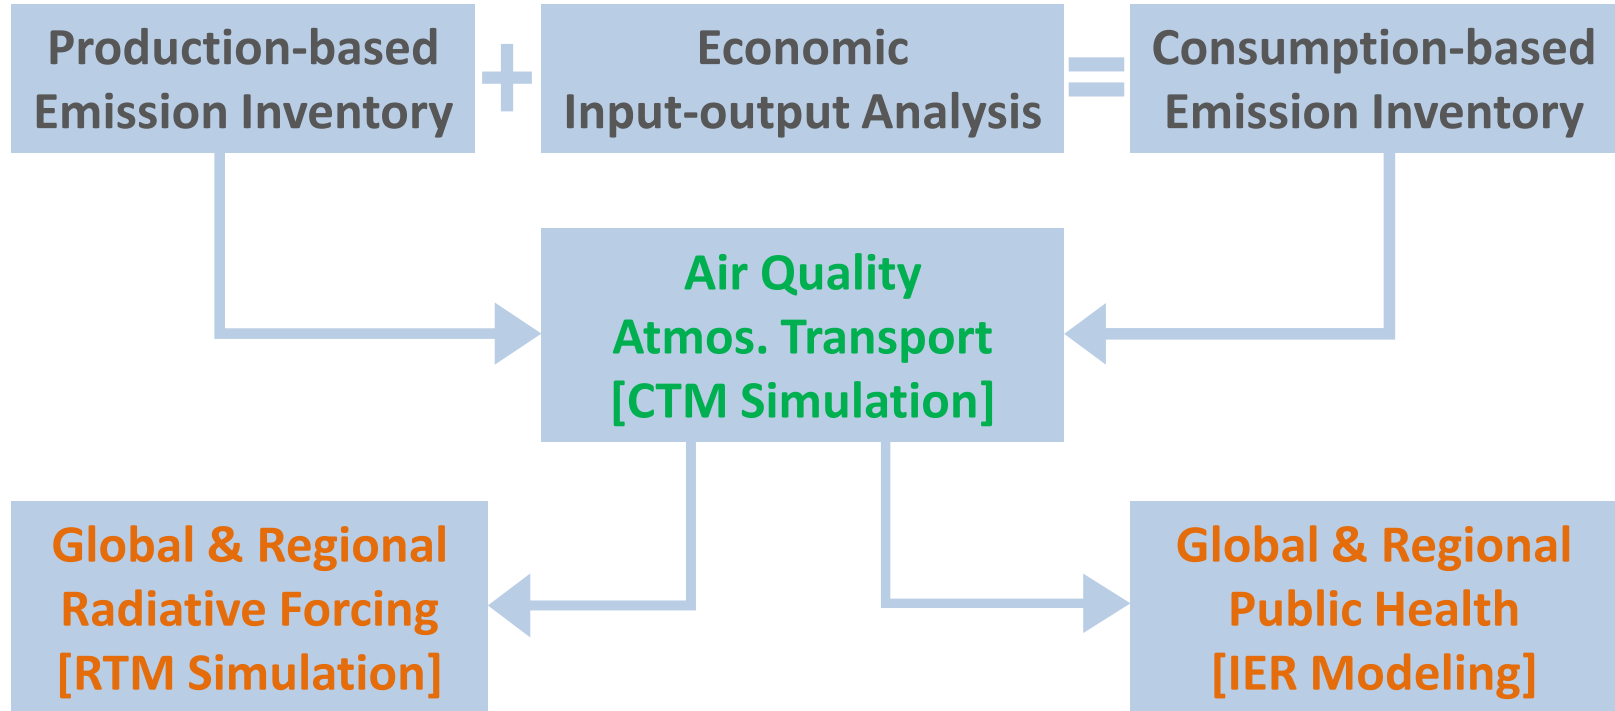 Production-based
Emission Inventory
+
Economic
Input-output Analysis
=
Consumption-based
Emission Inventory
Air Quality
Atmos. Transport
[CTM Simulation]
Global & Regional
Radiative Forcing
[RTM Simulation]
Global & Regional
Public Health
[IER Modeling]